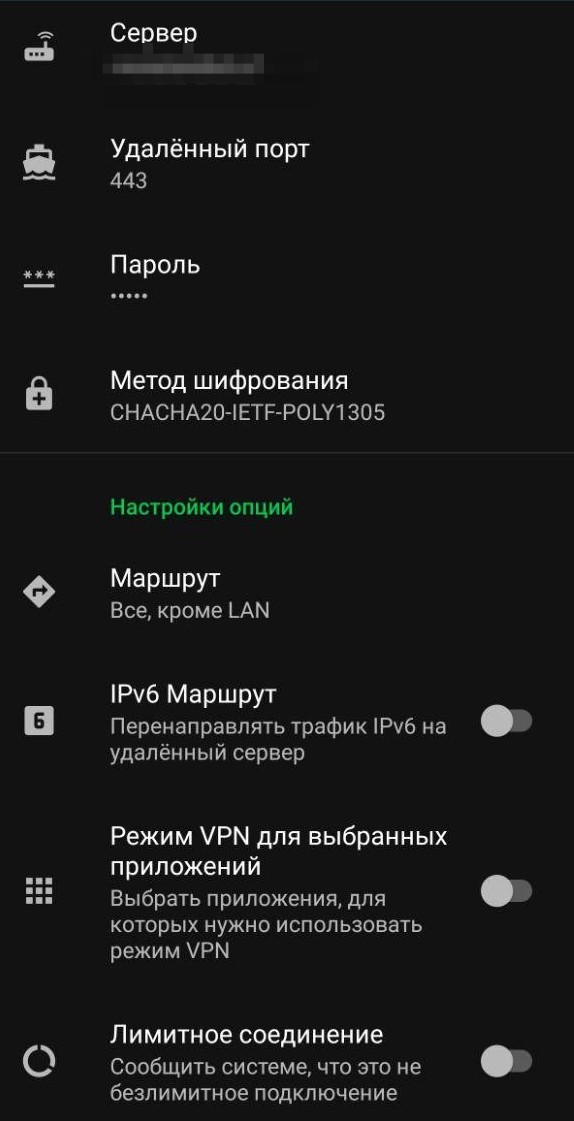 Сервер
Удалённый порт
443
Пароль
•••••
Метод шифрования
CHACHA20-IETF-POLY1305
Настройки опций
Маршрут
Все, кроме LAN
IPv6 Маршрут
Перенаправлять трафик IPv6 на
удалённый сервер
Режим VPN для выбранных
приложений
Выбрать приложения, для
которых нужно использовать
режим VPN
Лимитное соединение
Сообщить системе, что это не
безлимитное подключение